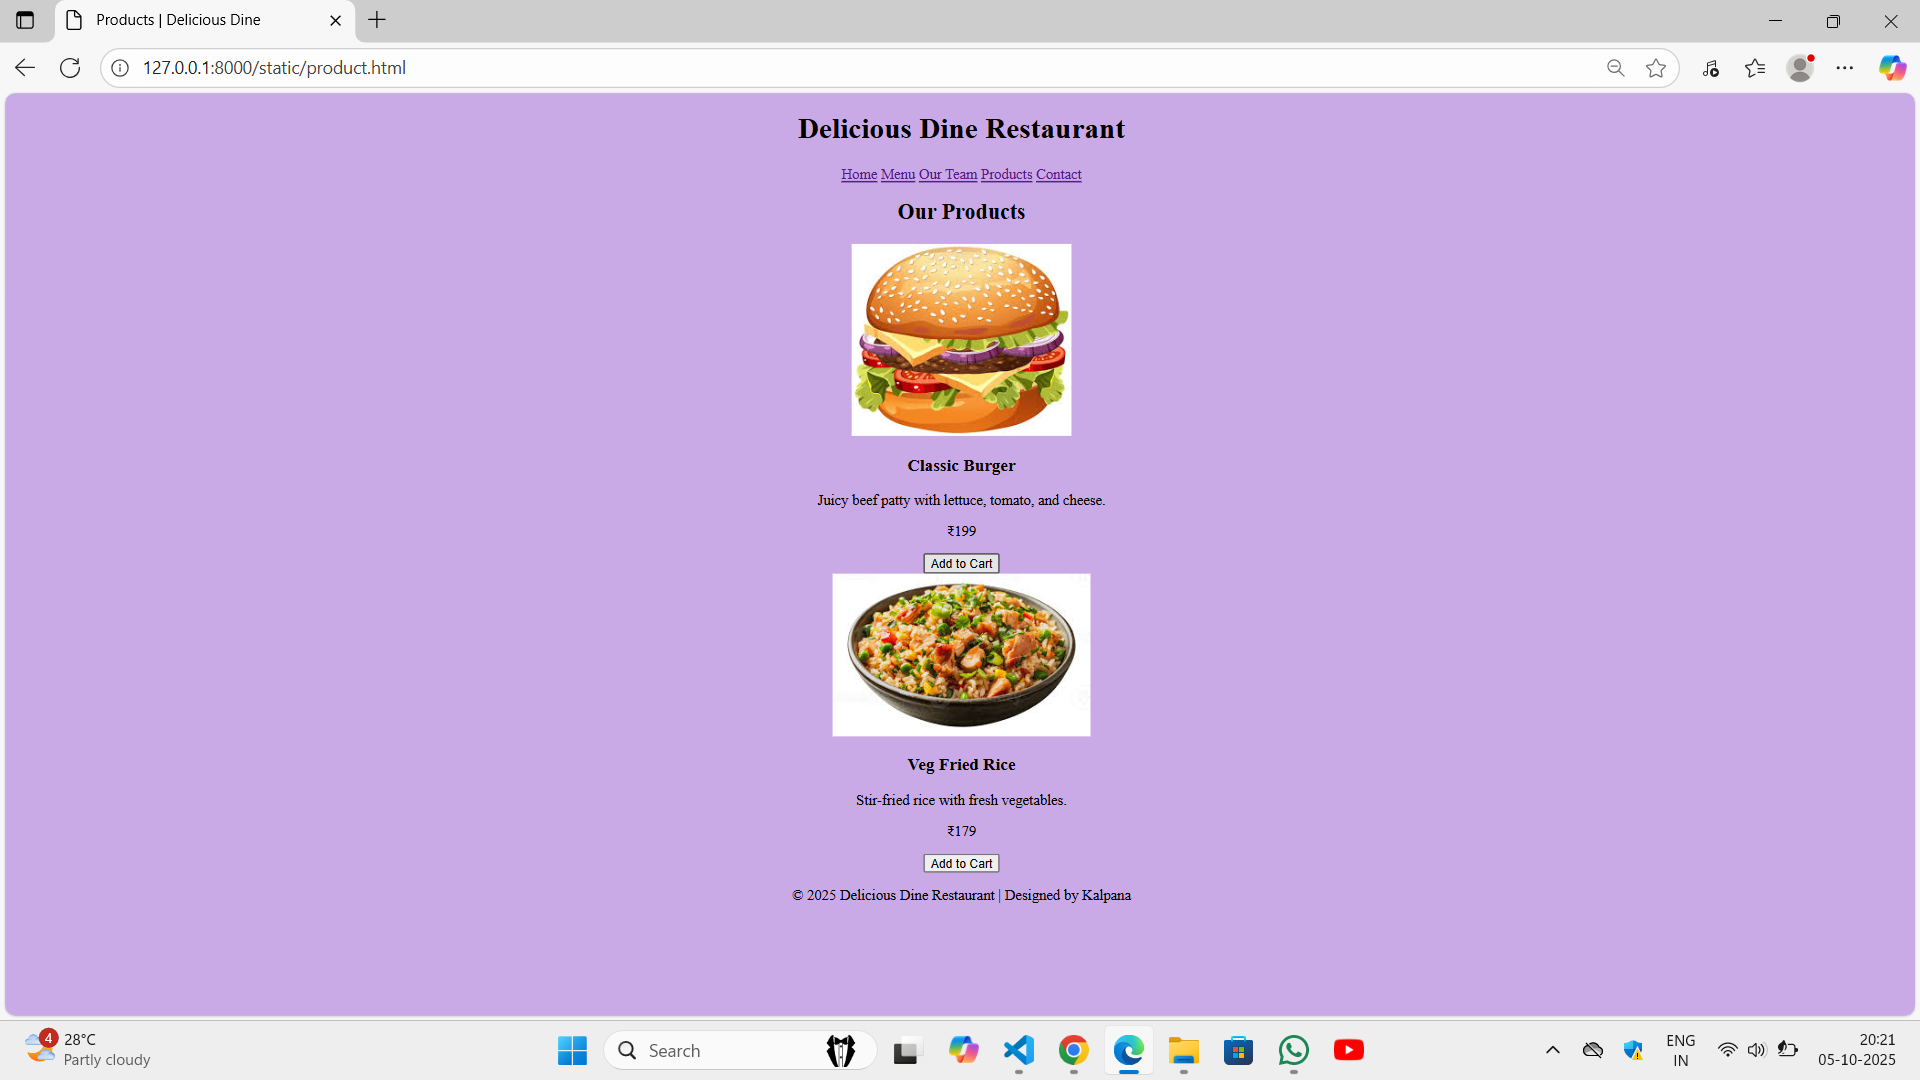 Products | Delicious Dine
127.0.0.1:8000/static/product.html
Delicious Dine Restaurant
Home Menu Our Team Products Contact
Our Products
Classic Burger
Juicy beef patty with lettuce, tomato, and cheese.
₹199
Add to Cart
Veg Fried Rice
Stir-fried rice with fresh vegetables.
₹179
Add to Cart
© 2025 Delicious Dine Restaurant | Designed by Kalpana
4
28°C
Partly cloudy
Search
ENG
IN
20:21
05-10-2025